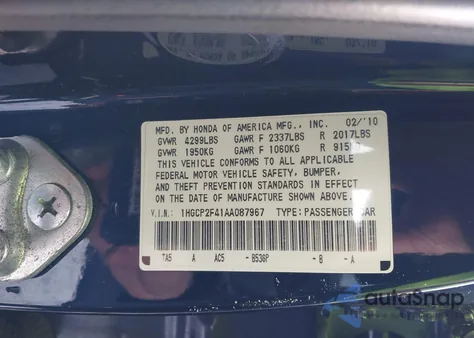 MFD. BY HONDA OF AMERICA MFG., INC. 02/'10
GVWR 4299LBS GAWR F 2337LBS R 2017LBS
GVWR 1950KG GAWR F 1060KG R 915
THIS VEHICLE CONFORMS TO ALL APPLICABLE
FEDERAL MOTOR VEHICLE SAFETY, BUMPER,
AND THEFT PREVENTION STANDARDS IN EFFECT
ON THE DATE OF MANUFACTURE SHOWN ABOVE.
V.I.N.: 1HGCP2F41AA087967 TYPE: PASSENGER CAR
TA5 A AC5 - B536P - B - A
autoSnap